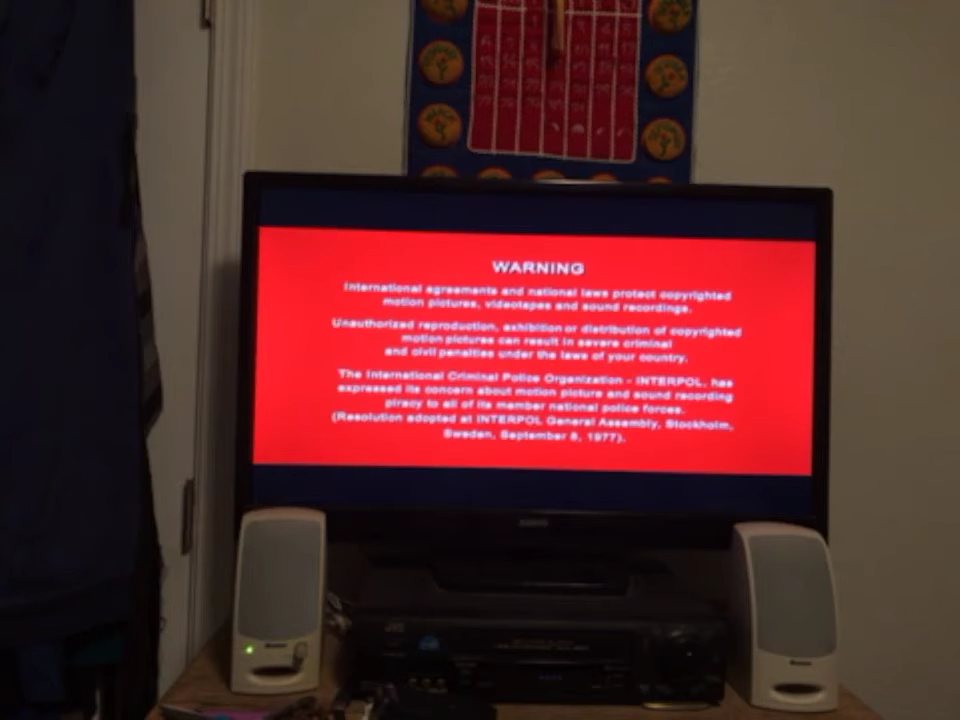 WARNING
International agreements and national laws protect copyrighted
motion pictures, videotapes and sound recordings.
Unauthorized reproduction, exhibition or distribution of copyrighted
motion pictures can result in severe criminal
and civil penalties under the laws of your country.
The International Criminal Police Organization - INTERPOL, has
expressed its concern about motion picture and sound recording
piracy to all of its member national police forces.
(Resolution adopted at INTERPOL General Assembly, Stockholm,
Sweden, September 8, 1977).
JVC